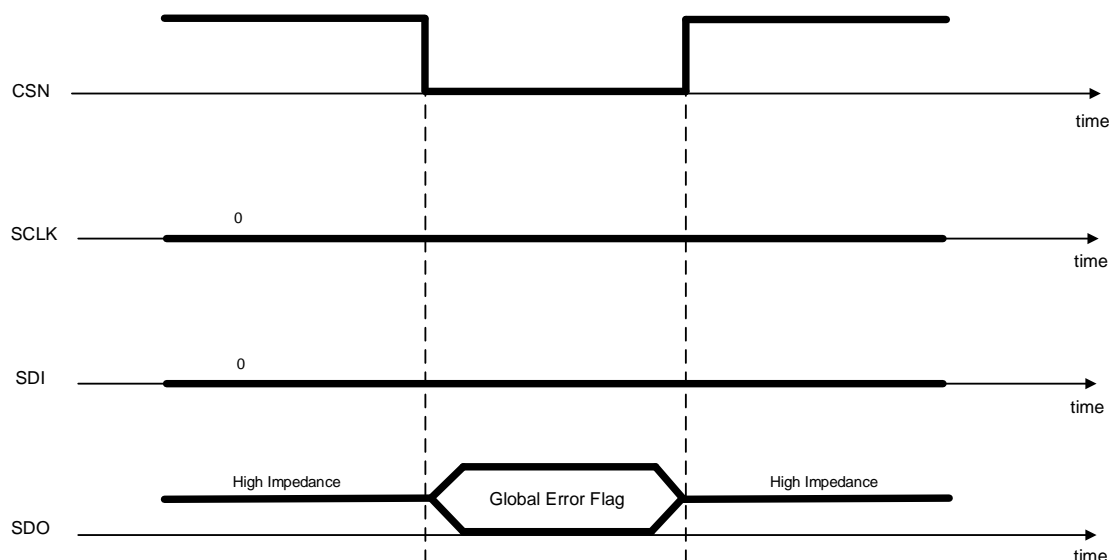 CSN
time
0
SCLK
time
0
SDI
time
High Impedance
Global Error Flag
High Impedance
SDO
time